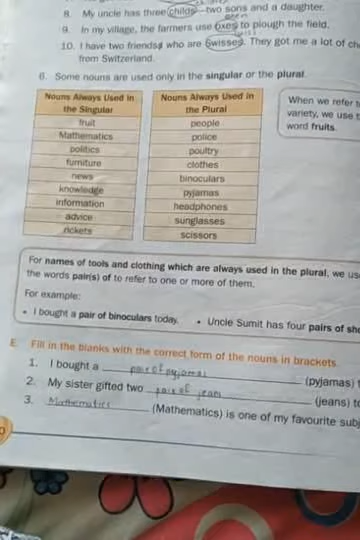 8. My uncle has three childs two sons and a daughter.
9. In my village, the farmers use oxes to plough the field.
10. I have two friends who are Swisses. They got me a lot of ch
from Switzerland.
6. Some nouns are used only in the singular or the plural.
Nouns Always Used in the Singular
fruit
Mathematics
politics
furniture
news
knowledge
information
advice
rickets
Nouns Always Used in the Plural
people
police
poultry
clothes
binoculars
pyjamas
headphones
sunglasses
scissors
When we refer t
variety, we use t
word fruits.
For names of tools and clothing which are always used in the plural, we us
the words pair(s) of to refer to one or more of them.
For example:
• I bought a pair of binoculars today. • Uncle Sumit has four pairs of sh
E. Fill in the blanks with the correct form of the nouns in brackets.
1. I bought a pair of pyjamas (pyjamas) f
2. My sister gifted two pair of jeans (jeans) to
3. Mathematics (Mathematics) is one of my favourite subj